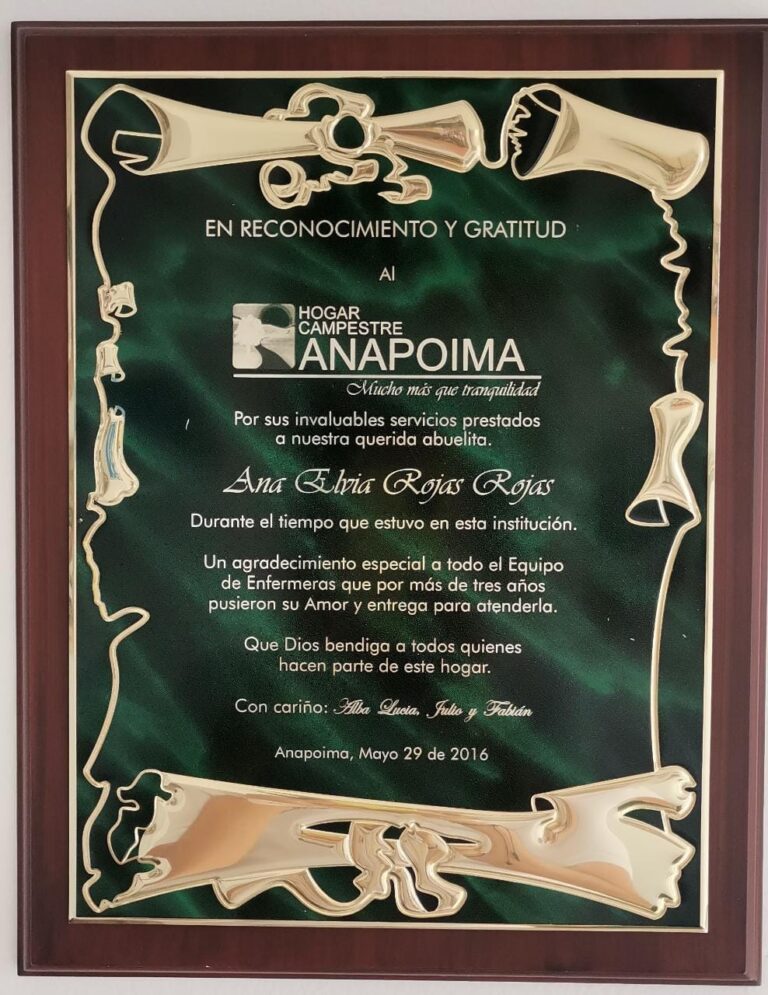 EN RECONOCIMIENTO Y GRATITUD
Al
HOGAR
CAMPESTRE
ANAPOIMA
Mucho más que tranquilidad
Por sus invaluables servicios prestados
a nuestra querida abuelita.
Ana Elvia Rojas Rojas
Durante el tiempo que estuvo en esta institución.
Un agradecimiento especial a todo el Equipo
de Enfermeras que por más de tres años
pusieron su Amor y entrega para atenderla.
Que Dios bendiga a todos quienes
hacen parte de este hogar.
Con cariño: Alba Lucia, Julio y Fabián
Anapoima, Mayo 29 de 2016